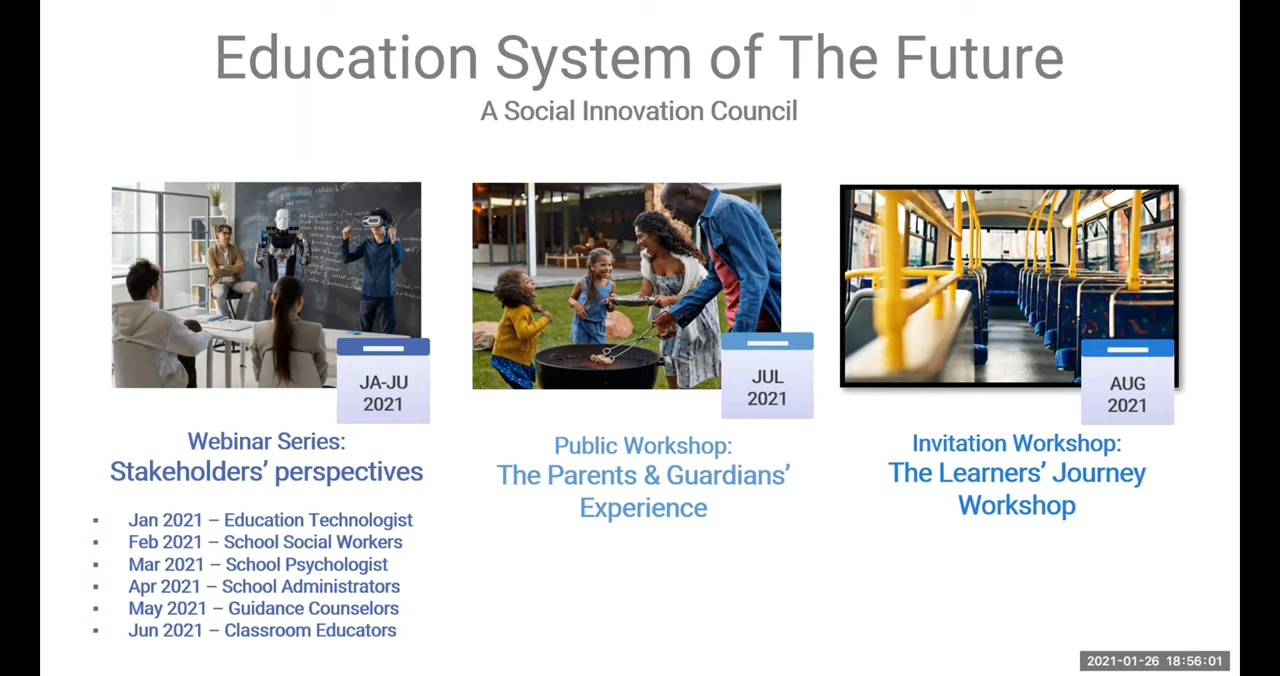 Education System of The Future
A Social Innovation Council
JA-JU
2021
Webinar Series:
Stakeholders’ perspectives
▪ Jan 2021 – Education Technologist
▪ Feb 2021 – School Social Workers
▪ Mar 2021 – School Psychologist
▪ Apr 2021 – School Administrators
▪ May 2021 – Guidance Counselors
▪ Jun 2021 – Classroom Educators
JUL
2021
Public Workshop:
The Parents & Guardians’
Experience
AUG
2021
Invitation Workshop:
The Learners’ Journey
Workshop
2021-01-26 18:56:01